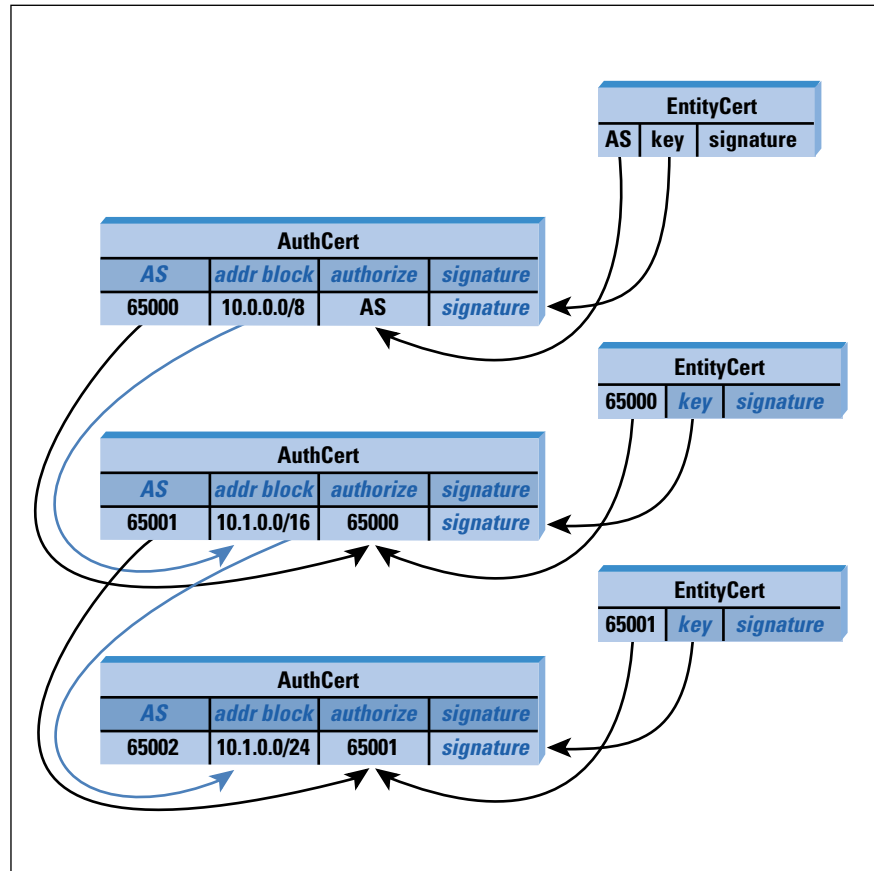 EntityCert
AS key signature
AuthCert
AS addr block authorize signature
65000 10.0.0.0/8 AS signature
EntityCert
65000 key signature
AuthCert
AS addr block authorize signature
65001 10.1.0.0/16 65000 signature
EntityCert
65001 key signature
AuthCert
AS addr block authorize signature
65002 10.1.0.0/24 65001 signature